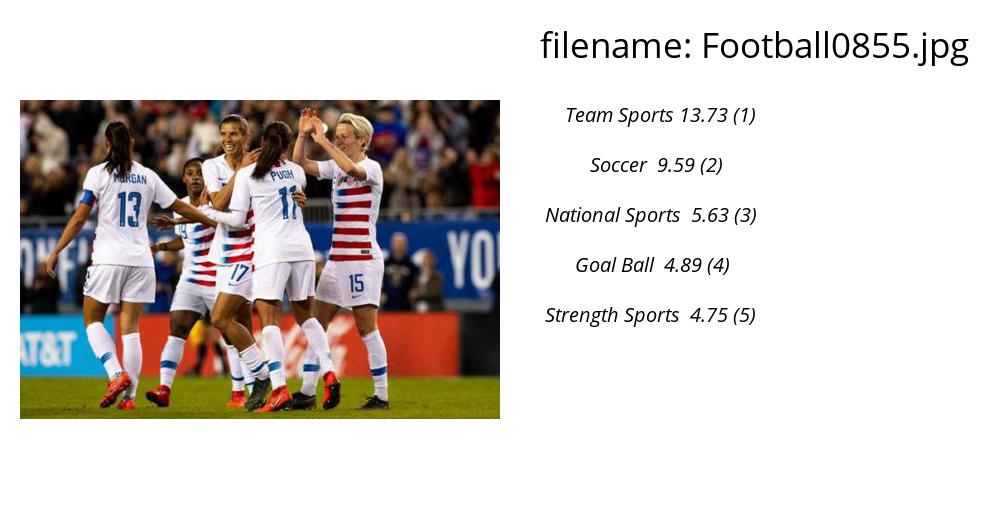 filename: Football0855.jpg
Team Sports 13.73 (1)
Soccer 9.59 (2)
National Sports 5.63 (3)
Goal Ball 4.89 (4)
Strength Sports 4.75 (5)
MORGAN
13
PUGH
11
17
15
YOU
AT&T